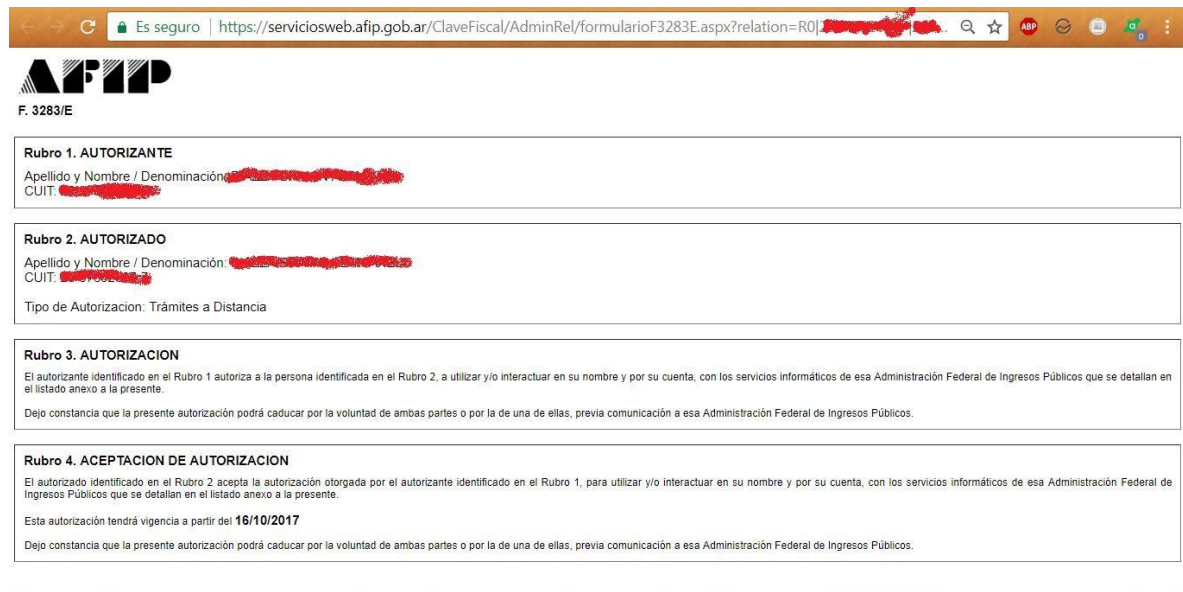 Es seguro | https://serviciosweb.afip.gob.ar/ClaveFiscal/AdminRel/formularioF3283E.aspx?relation=R0|
ABP
0
AFIP
F. 3283/E
Rubro 1. AUTORIZANTE
Apellido y Nombre / Denominación
CUIT:
Rubro 2. AUTORIZADO
Apellido y Nombre / Denominación:
CUIT:
Tipo de Autorizacion: Trámites a Distancia
Rubro 3. AUTORIZACION
El autorizante identificado en el Rubro 1 autoriza a la persona identificada en el Rubro 2, a utilizar y/o interactuar en su nombre y por su cuenta, con los servicios informáticos de esa Administración Federal de Ingresos Públicos que se detallan en
el listado anexo a la presente.
Dejo constancia que la presente autorización podrá caducar por la voluntad de ambas partes o por la de una de ellas, previa comunicación a esa Administración Federal de Ingresos Públicos.
Rubro 4. ACEPTACION DE AUTORIZACION
El autorizado identificado en el Rubro 2 acepta la autorización otorgada por el autorizante identificado en el Rubro 1, para utilizar y/o interactuar en su nombre y por su cuenta, con los servicios informáticos de esa Administración Federal de
Ingresos Públicos que se detallan en el listado anexo a la presente.
Esta autorización tendrá vigencia a partir del 16/10/2017
Dejo constancia que la presente autorización podrá caducar por la voluntad de ambas partes o por la de una de ellas, previa comunicación a esa Administración Federal de Ingresos Públicos.